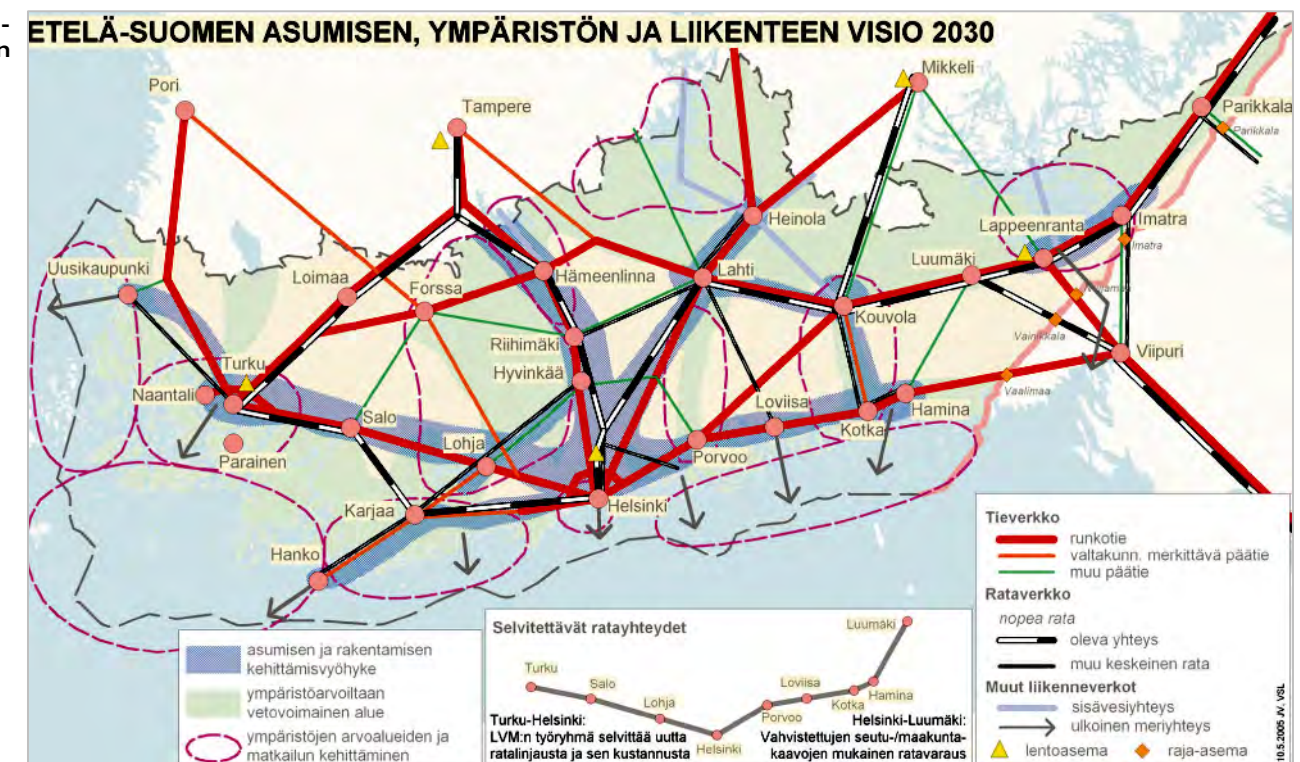 -
n
ETELÄ-SUOMEN ASUMISEN, YMPÄRISTÖN JA LIIKENTEEN VISIO 2030
Pori
Tampere
Mikkeli
Parikkala
Parikkala
Heinola
Lappeenranta
Imatra
Imatra
Uusikaupunki
Loimaa
Forssa
Hämeenlinna
Lahti
Luumäki
Kouvola
Vainikkala
Viipuri
Riihimäki
Hyvinkää
Turku
Naantali
Vaalimaa
Loviisa
Hamina
Kotka
Salo
Lohja
Porvoo
Parainen
Karjaa
Helsinki
Hanko
asumisen ja rakentamisen
kehittämisvyöhyke
ympäristöarvoiltaan
vetovoimainen alue
ympäristöjen arvoalueiden ja
matkailun kehittäminen
Selvitettävät ratayhteydet
Turku
Salo
Lohja
Helsinki
Porvoo
Loviisa
Kotka
Hamina
Luumäki
Turku-Helsinki:
LVM:n työryhmä selvittää uutta
ratalinjausta ja sen kustannusta
Helsinki-Luumäki:
Vahvistettujen seutu-/maakunta-
kaavojen mukainen ratavaraus
Tieverkko
runkotie
valtakunn. merkittävä päätie
muu päätie
Rataverkko
nopea rata
oleva yhteys
muu keskeinen rata
Muut liikenneverkot
sisävesiyhteys
ulkoinen meriyhteys
lentoasema
raja-asema
10.5.2005 JV, VSL